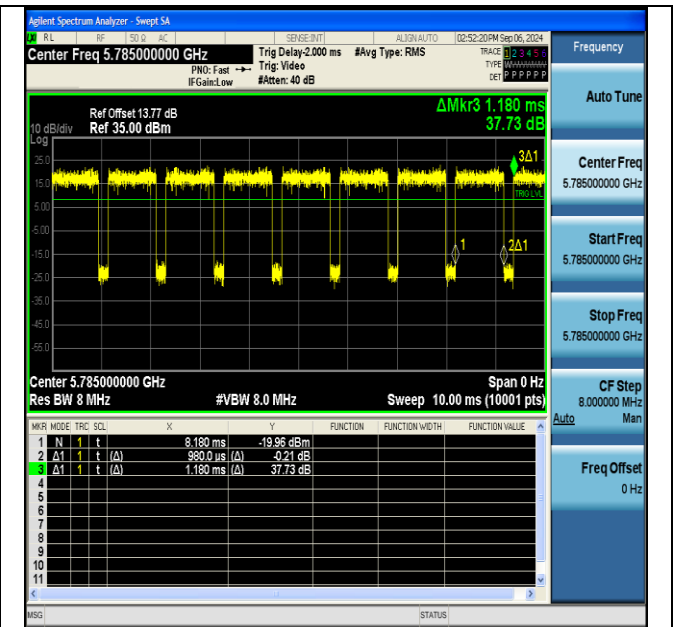 Agilent Spectrum Analyzer - Swept SA
LXI RL RF 50 Ω AC SENSE:INT ALIGN AUTO 02:52:20 PM Sep 06, 2024
Center Freq 5.785000000 GHz
PNO: Fast
IFGain:Low
Trig Delay-2.000 ms
Trig: Video
#Atten: 40 dB
#Avg Type: RMS
TRACE 1 2 3 4 5 6
TYPE
DET P P P P P P
Frequency
Auto Tune
ΔMkr3 1.180 ms
37.73 dB
Ref Offset 13.77 dB
10 dB/div Ref 35.00 dBm
Log
25.0
15.0
5.00
-5.00
-15.0
-25.0
-35.0
-45.0
-55.0
3Δ1
TRIG LVL
1
2Δ1
Center Freq
5.785000000 GHz
Start Freq
5.785000000 GHz
Stop Freq
5.785000000 GHz
CF Step
8.000000 MHz
Auto Man
Freq Offset
0 Hz
Center 5.785000000 GHz Span 0 Hz
Res BW 8 MHz #VBW 8.0 MHz Sweep 10.00 ms (10001 pts)
MKR MODE TRC SCL X Y FUNCTION FUNCTION WIDTH FUNCTION VALUE
1 N 1 t 8.180 ms -19.96 dBm
2 Δ1 1 t (Δ) 980.0 us (Δ) -0.21 dB
3 Δ1 1 t (Δ) 1.180 ms (Δ) 37.73 dB
4
5
6
7
8
9
10
11
MSG STATUS